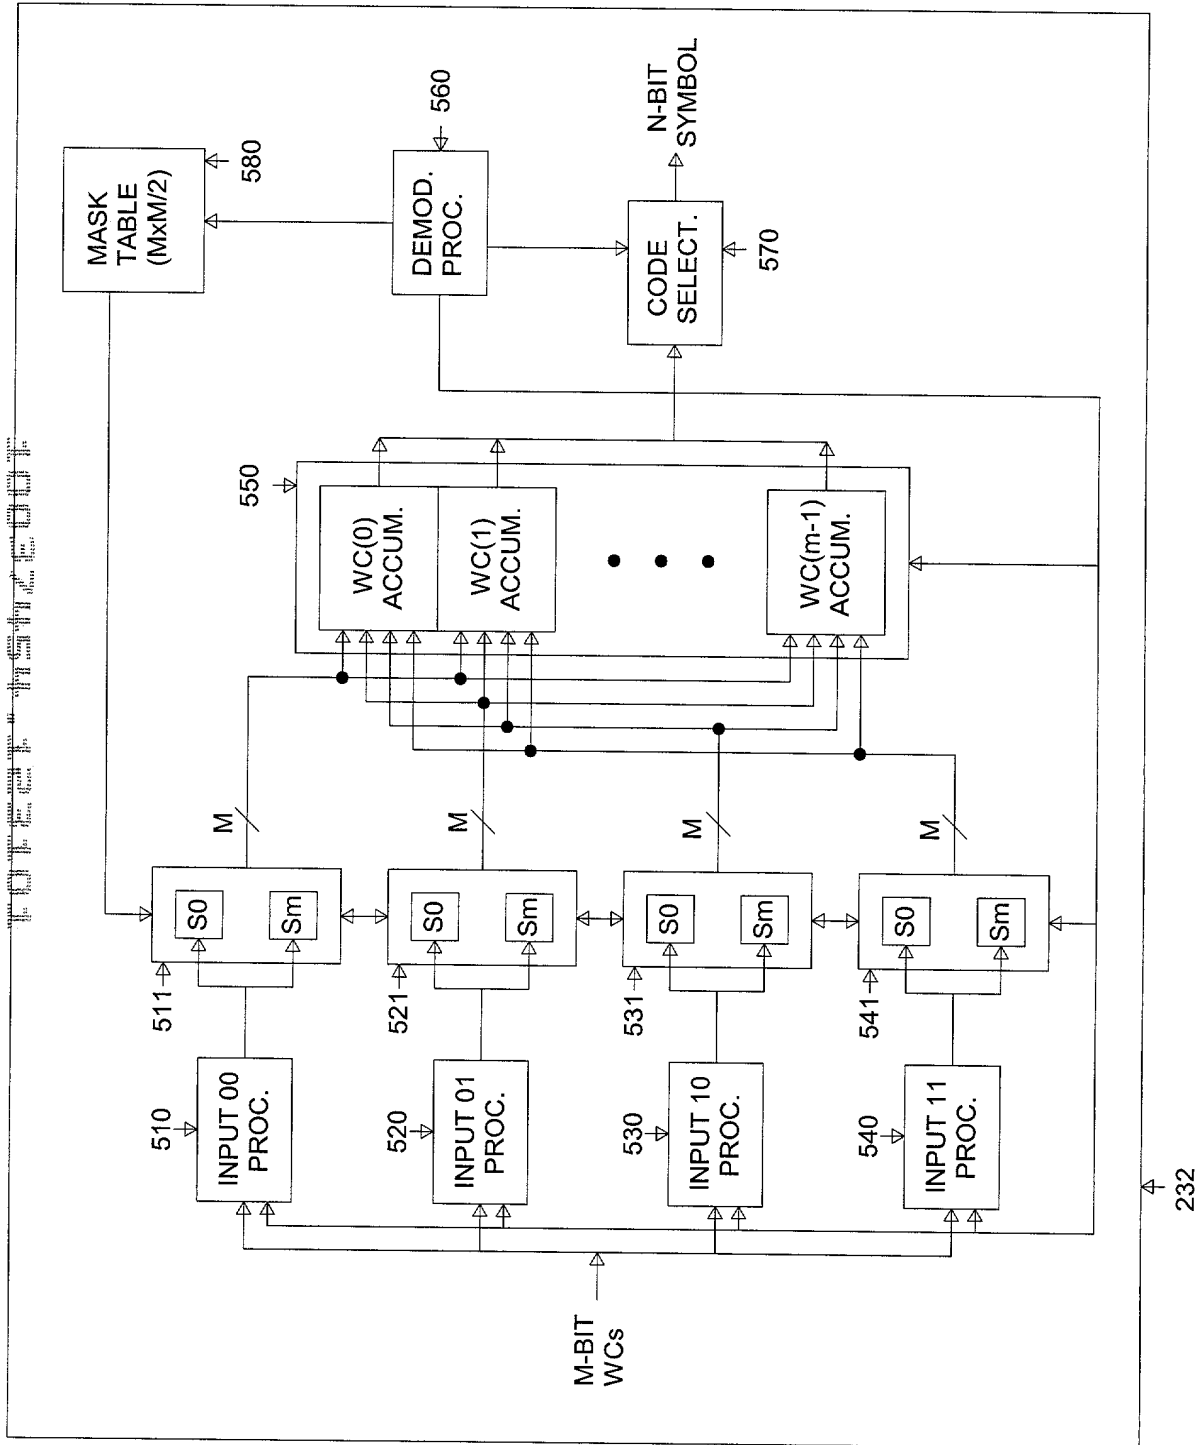 MASK
TABLE
(MxM/2)
580
DEMOD.
PROC.
560
CODE
SELECT.
570
N-BIT
SYMBOL
550
WC(0)
ACCUM.
WC(1)
ACCUM.
WC(m-1)
ACCUM.
M
M
M
M
511
S0
Sm
521
S0
Sm
531
S0
Sm
541
S0
Sm
510
INPUT 00
PROC.
520
INPUT 01
PROC.
530
INPUT 10
PROC.
540
INPUT 11
PROC.
M-BIT
WCs
232